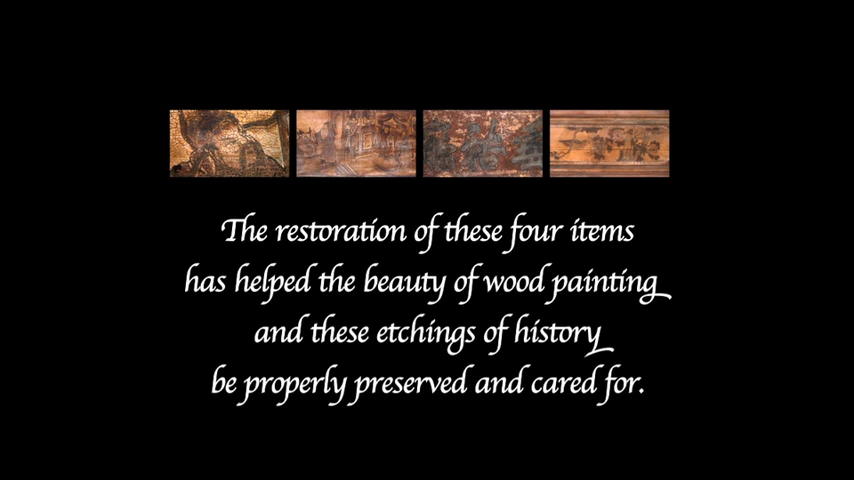 The restoration of these four items
has helped the beauty of wood painting
and these etchings of history
be properly preserved and cared for.